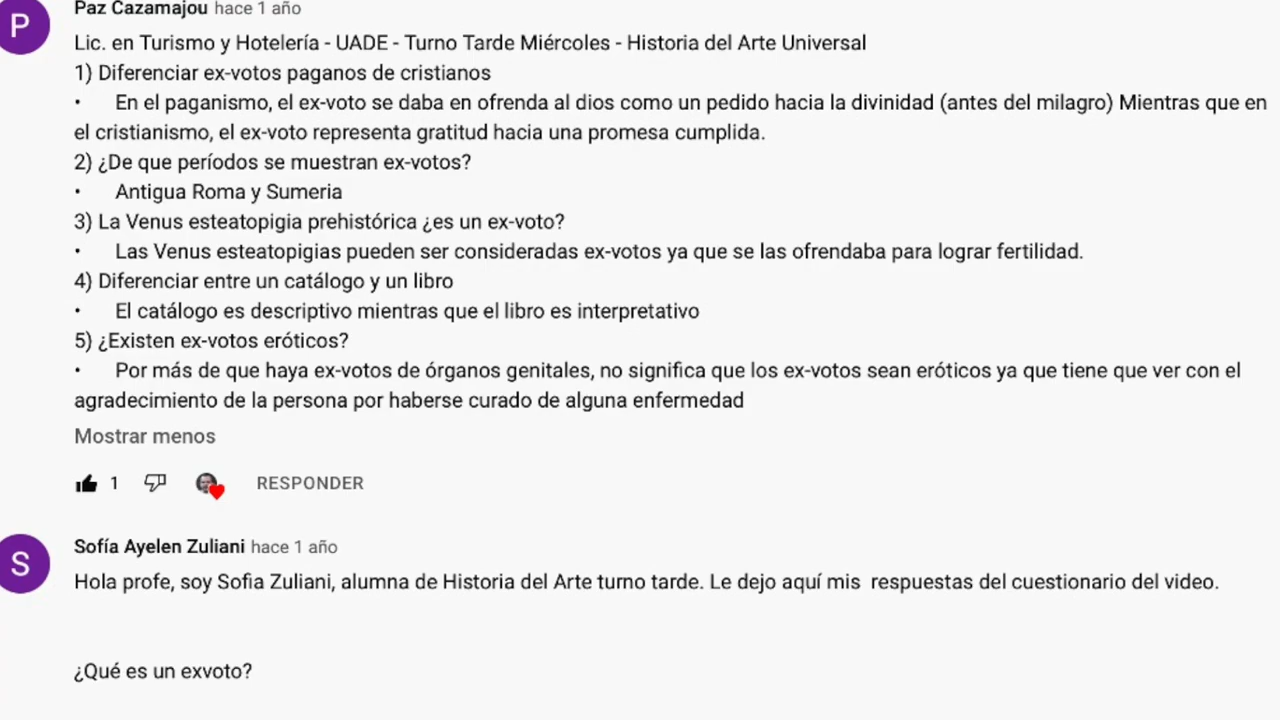 P
Paz Cazamajou hace 1 año
Lic. en Turismo y Hotelería - UADE - Turno Tarde Miércoles - Historia del Arte Universal
1) Diferenciar ex-votos paganos de cristianos
• En el paganismo, el ex-voto se daba en ofrenda al dios como un pedido hacia la divinidad (antes del milagro) Mientras que en
el cristianismo, el ex-voto representa gratitud hacia una promesa cumplida.
2) ¿De que períodos se muestran ex-votos?
• Antigua Roma y Sumeria
3) La Venus esteatopigia prehistórica ¿es un ex-voto?
• Las Venus esteatopigias pueden ser consideradas ex-votos ya que se las ofrendaba para lograr fertilidad.
4) Diferenciar entre un catálogo y un libro
• El catálogo es descriptivo mientras que el libro es interpretativo
5) ¿Existen ex-votos eróticos?
• Por más de que haya ex-votos de órganos genitales, no significa que los ex-votos sean eróticos ya que tiene que ver con el
agradecimiento de la persona por haberse curado de alguna enfermedad
Mostrar menos
1 RESPONDER
S
Sofía Ayelen Zuliani hace 1 año
Hola profe, soy Sofia Zuliani, alumna de Historia del Arte turno tarde. Le dejo aquí mis respuestas del cuestionario del video.
¿Qué es un exvoto?